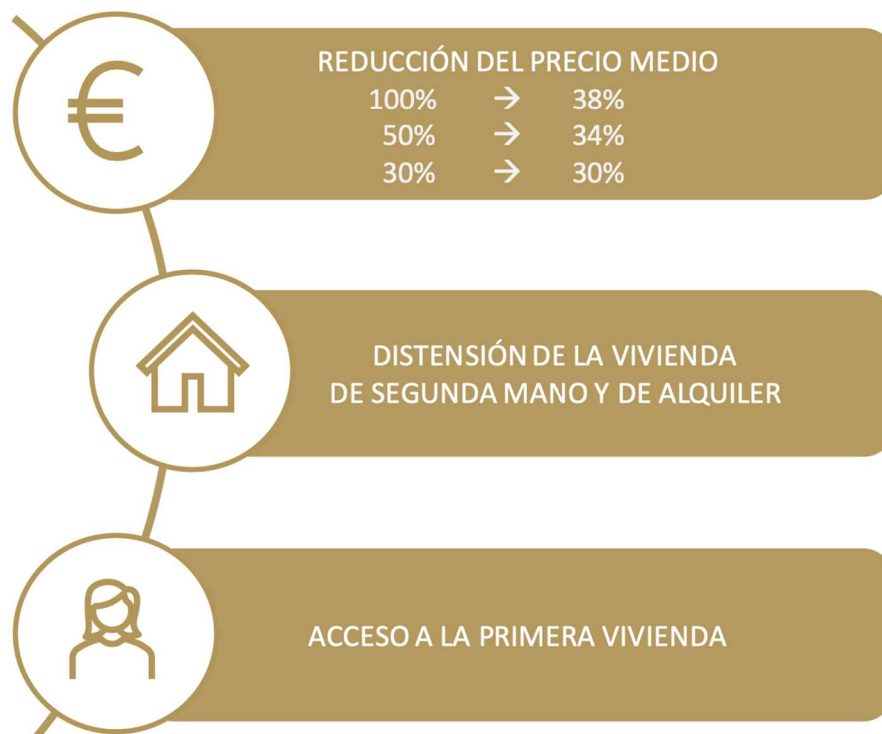 €
REDUCCIÓN DEL PRECIO MEDIO
100% → 38%
50% → 34%
30% → 30%
DISTENSIÓN DE LA VIVIENDA
DE SEGUNDA MANO Y DE ALQUILER
ACCESO A LA PRIMERA VIVIENDA